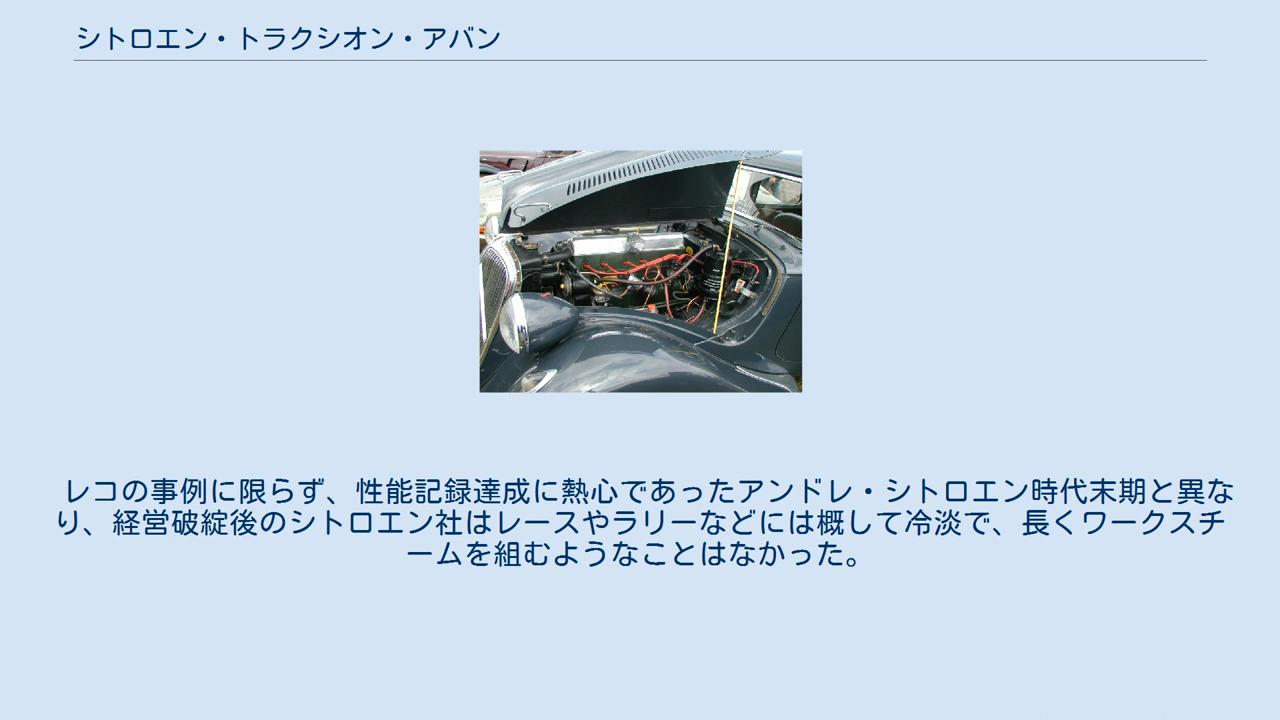 シトロエン・トラクシオン・アバン
レコの事例に限らず、性能記録達成に熱心であったアンドレ・シトロエン時代末期と異な
り、経営破綻後のシトロエン社はレースやラリーなどには概して冷淡で、長くワークスチ
ームを組むようなことはなかった。